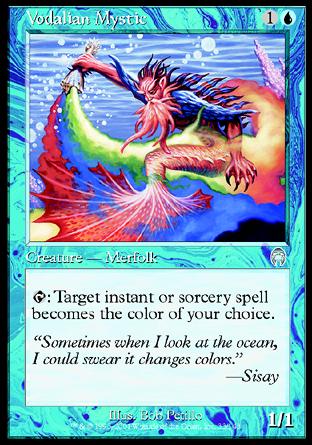 Vodalian Mystic 1
Creature — Merfolk
: Target instant or sorcery spell
becomes the color of your choice.
"Sometimes when I look at the ocean,
I could swear it changes colors."
—Sisay
1/1
Illus. Bob Petillo